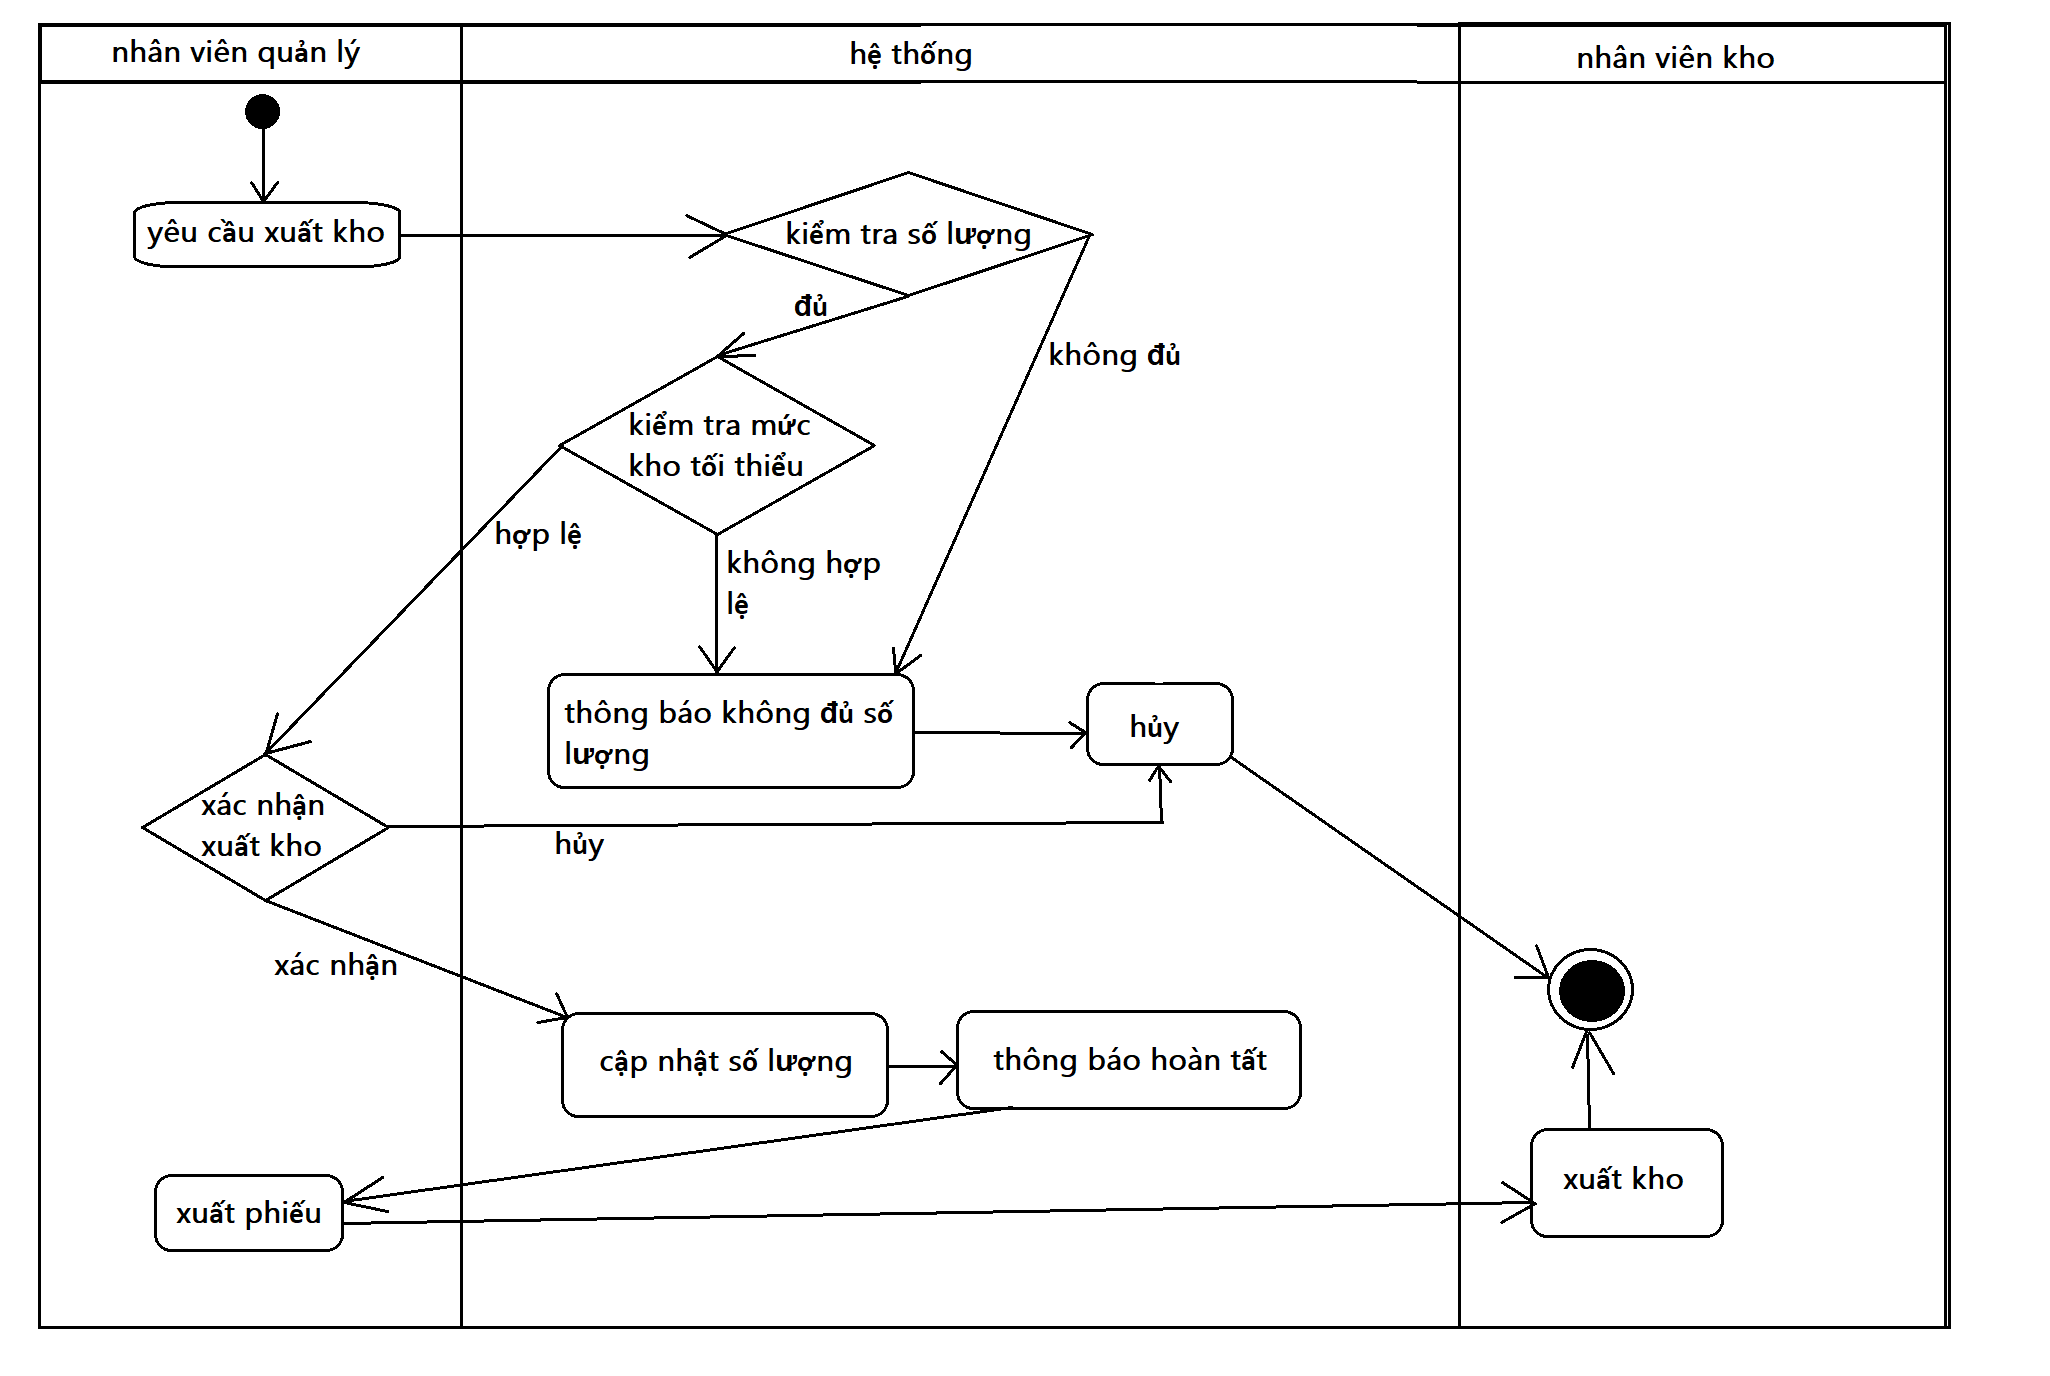 nhân viên quản lý
hệ thống
nhân viên kho
yêu cầu xuất kho
kiểm tra số lượng
đủ
không đủ
kiểm tra mức
kho tối thiểu
hợp lệ
không hợp
lệ
thông báo không đủ số
lượng
hủy
xác nhận
xuất kho
hủy
xác nhận
cập nhật số lượng
thông báo hoàn tất
xuất phiếu
xuất kho